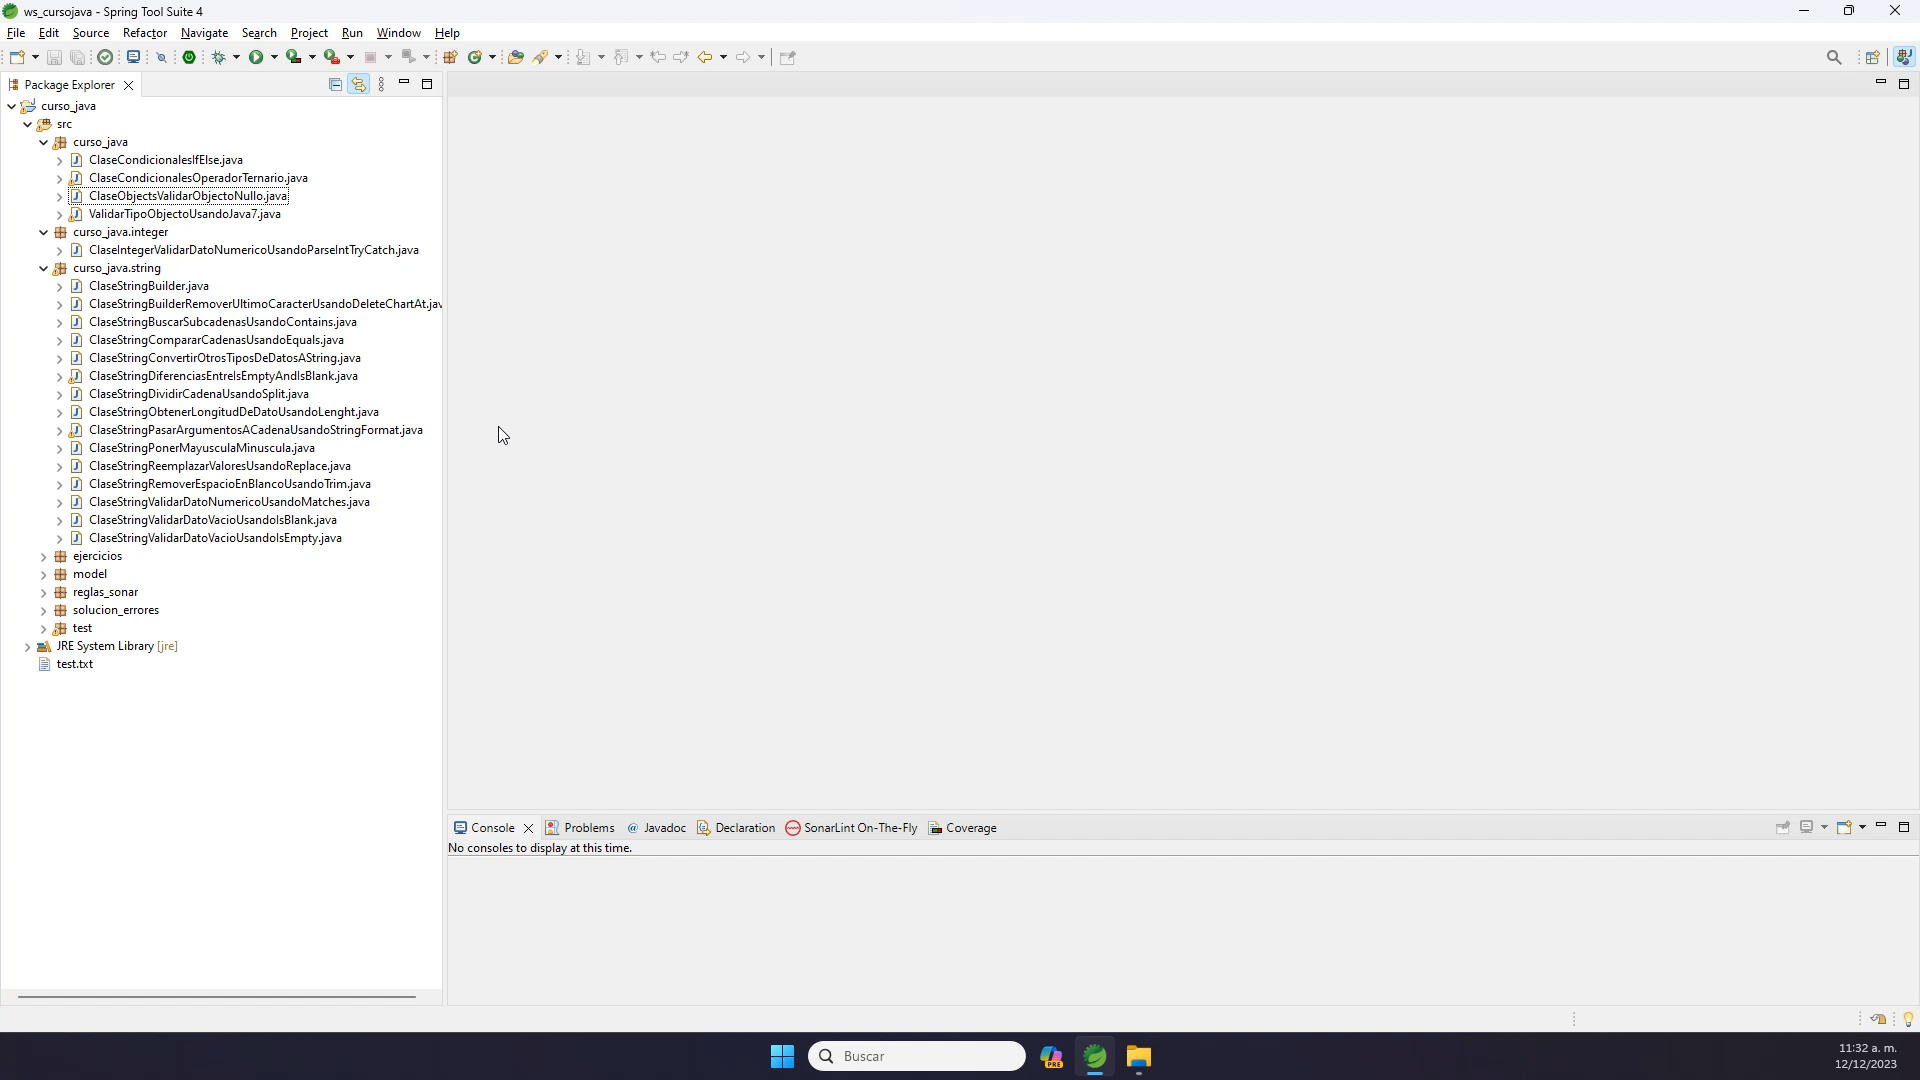 ws_cursojava - Spring Tool Suite 4
File Edit Source Refactor Navigate Search Project Run Window Help
Package Explorer
curso_java
src
curso_java
ClaseCondicionalesIfElse.java
ClaseCondicionalesOperadorTernario.java
ClaseObjectsValidarObjectoNullo.java
ValidarTipoObjectoUsandoJava7.java
curso_java.integer
ClaseIntegerValidarDatoNumericoUsandoParseIntTryCatch.java
curso_java.string
ClaseStringBuilder.java
ClaseStringBuilderRemoverUltimoCaracterUsandoDeleteChartAt.jav
ClaseStringBuscarSubcadenasUsandoContains.java
ClaseStringCompararCadenasUsandoEquals.java
ClaseStringConvertirOtrosTiposDeDatosAString.java
ClaseStringDiferenciasEntreIsEmptyAndIsBlank.java
ClaseStringDividirCadenaUsandoSplit.java
ClaseStringObtenerLongitudDeDatoUsandoLenght.java
ClaseStringPasarArgumentosACadenaUsandoStringFormat.java
ClaseStringPonerMayusculaMinuscula.java
ClaseStringReemplazarValoresUsandoReplace.java
ClaseStringRemoverEspacioEnBlancoUsandoTrim.java
ClaseStringValidarDatoNumericoUsandoMatches.java
ClaseStringValidarDatoVacioUsandoIsBlank.java
ClaseStringValidarDatoVacioUsandoIsEmpty.java
ejercicios
model
reglas_sonar
solucion_errores
test
JRE System Library [jre]
test.txt
Console Problems Javadoc Declaration SonarLint On-The-Fly Coverage
No consoles to display at this time.
Buscar
PRE
11:32 a. m.
12/12/2023